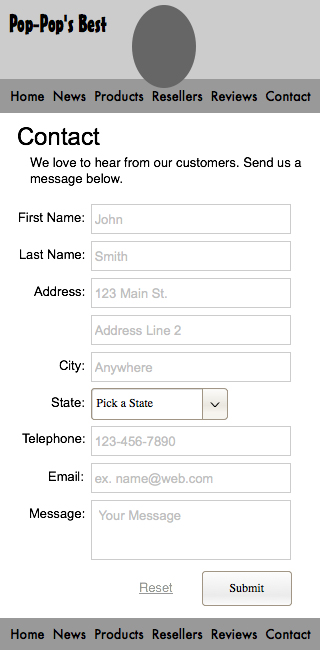 Pop-Pop's Best
Home News Products Resellers Reviews Contact
Contact
We love to hear from our customers. Send us a
message below.
First Name: John
Last Name: Smith
Address: 123 Main St.
Address Line 2
City: Anywhere
State: Pick a State
Telephone: 123-456-7890
Email: ex. name@web.com
Message: Your Message
Reset Submit
Home News Products Resellers Reviews Contact